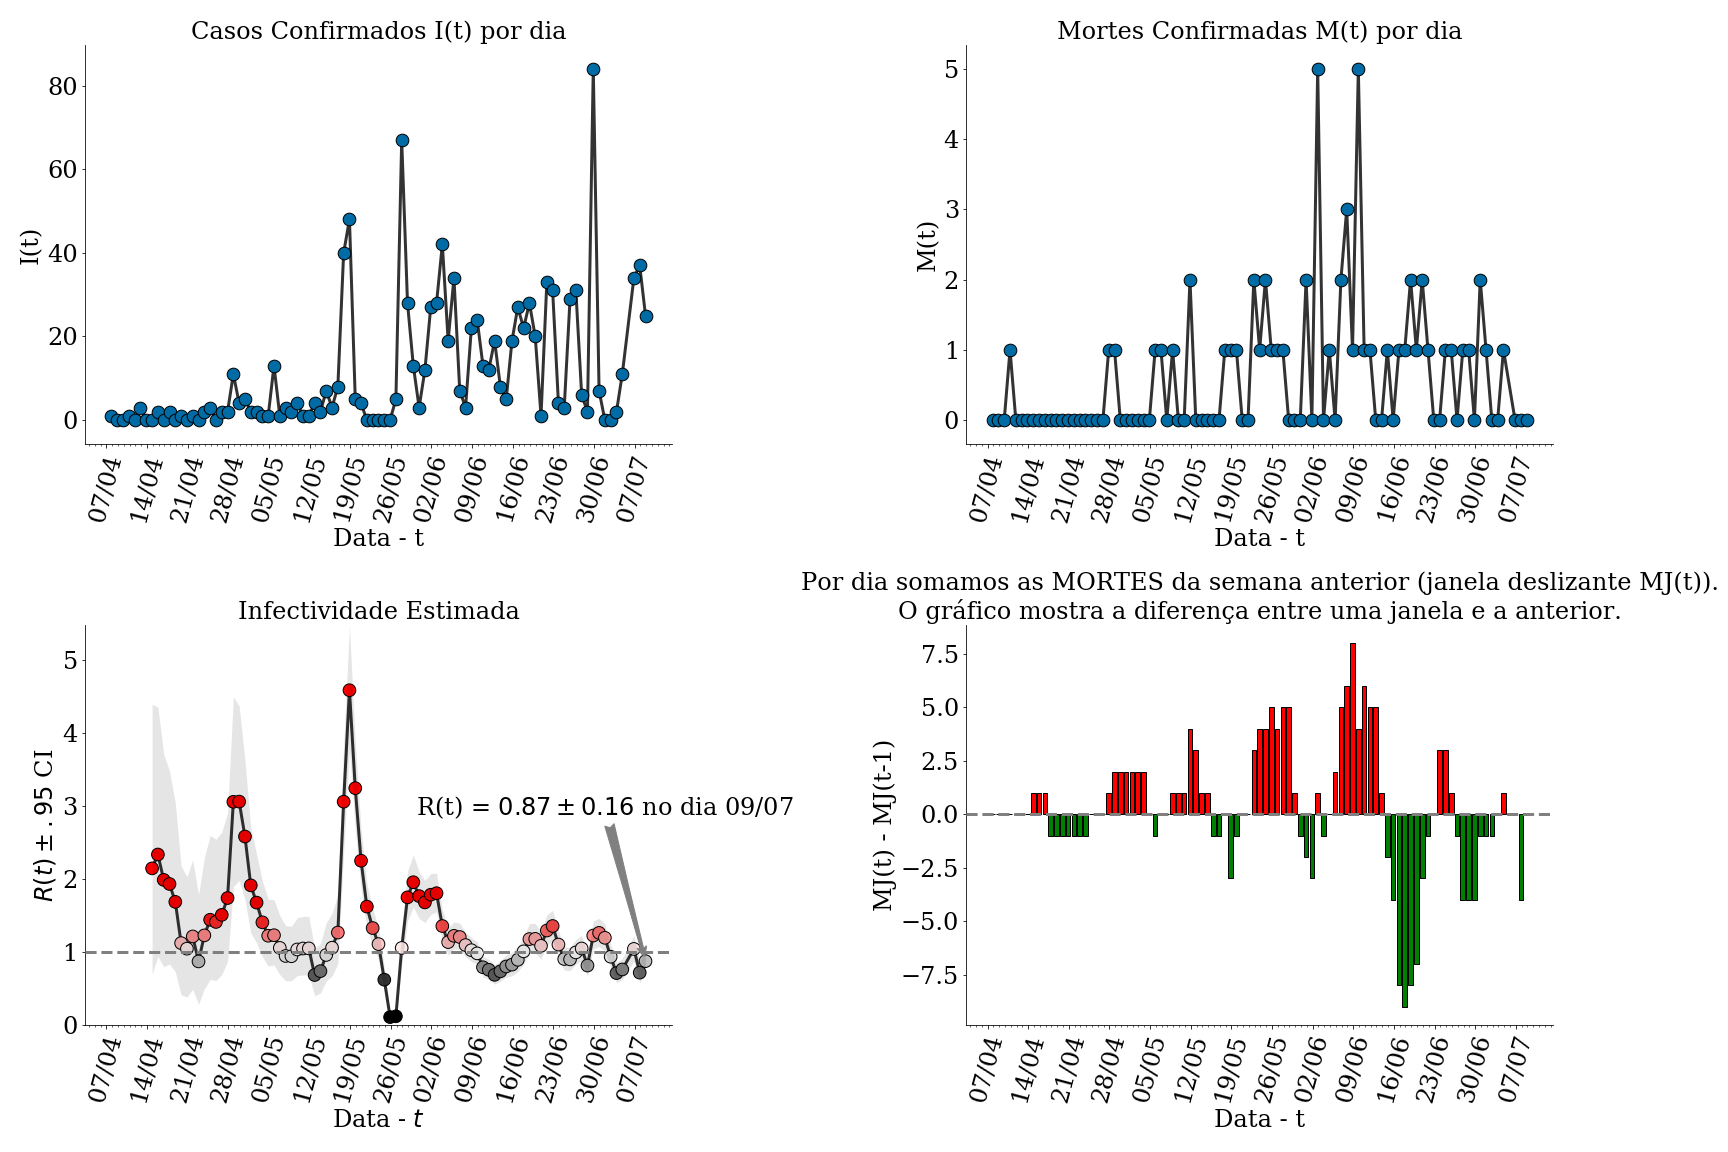 Casos Confirmados I(t) por dia
I(t)
80
60
40
20
0
07/04 14/04 21/04 28/04 05/05 12/05 19/05 26/05 02/06 09/06 16/06 23/06 30/06 07/07
Data - t
Mortes Confirmadas M(t) por dia
M(t)
5
4
3
2
1
0
07/04 14/04 21/04 28/04 05/05 12/05 19/05 26/05 02/06 09/06 16/06 23/06 30/06 07/07
Data - t
Infectividade Estimada
R(t) ± .95 CI
5
4
3
2
1
0
R(t) = 0.87 ± 0.16 no dia 09/07
07/04 14/04 21/04 28/04 05/05 12/05 19/05 26/05 02/06 09/06 16/06 23/06 30/06 07/07
Data - t
Por dia somamos as MORTES da semana anterior (janela deslizante MJ(t)).
O gráfico mostra a diferença entre uma janela e a anterior.
MJ(t) - MJ(t-1)
7.5
5.0
2.5
0.0
−2.5
−5.0
−7.5
07/04 14/04 21/04 28/04 05/05 12/05 19/05 26/05 02/06 09/06 16/06 23/06 30/06 07/07
Data - t